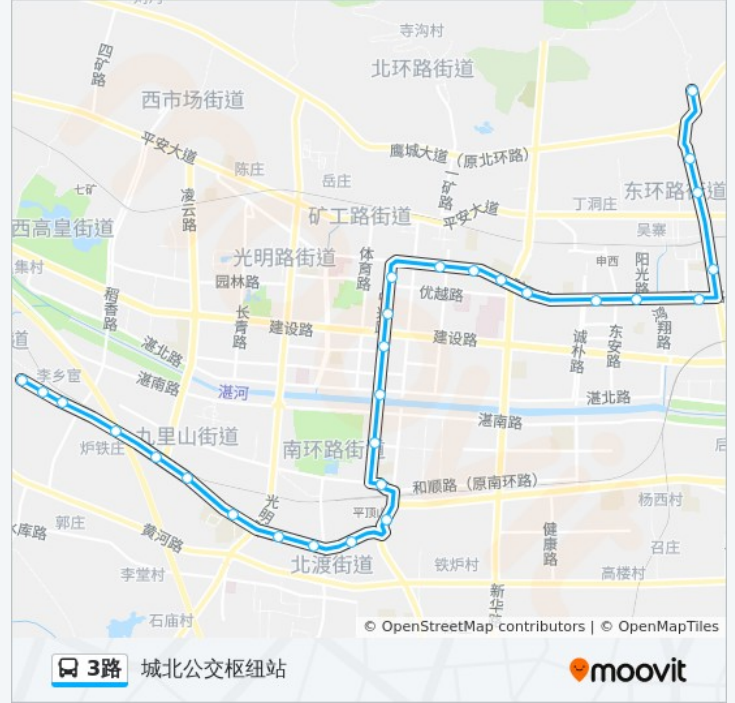 寺沟村
四矿路
北环路街道
西市场街道
平安大道
鹰城大道（原北环路）
陈庄
岳庄
一矿路
七矿
凌云路
东环路街道
丁洞庄
矿工路街道
平安大道
西高皇街道
吴寨
光明路街道
体育路
申西
阳光路
集村
园林路
优越路
稻香路
长青路
建设路
建设路
鸿翔路
诚朴路
东安路
道
湛北路
李乡宦
湛南路
湛河
湛北路
湛南路
九里山街道
炉铁庄
南环路街
后
和顺路（原南环路）
杨西村
光明
平顶
郭庄
水库路
黄河路
健康路
召庄
北渡街道
铁炉村
高楼村
李堂村
新华
石庙村
© OpenStreetMap contributors | © OpenMapTiles
3路 城北公交枢纽站
moovit